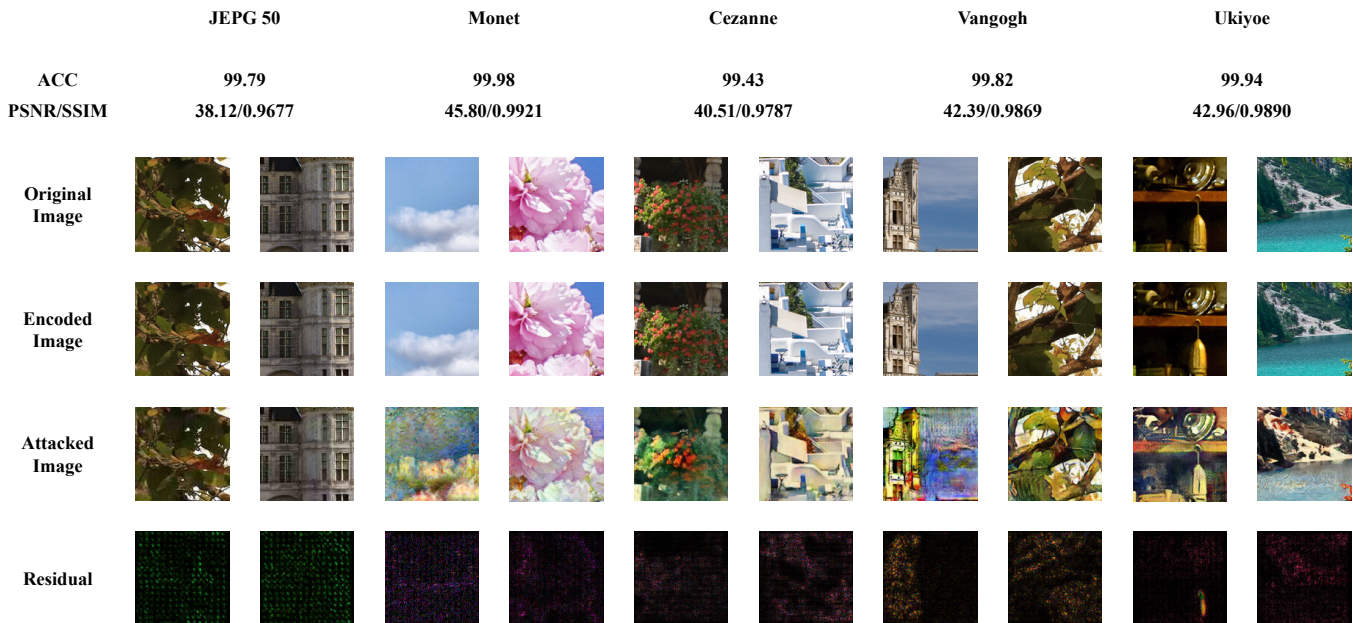 JEPG 50 Monet Cezanne Vangogh Ukiyoe
ACC 99.79 99.98 99.43 99.82 99.94
PSNR/SSIM 38.12/0.9677 45.80/0.9921 40.51/0.9787 42.39/0.9869 42.96/0.9890
Original
Image
Encoded
Image
Attacked
Image
Residual